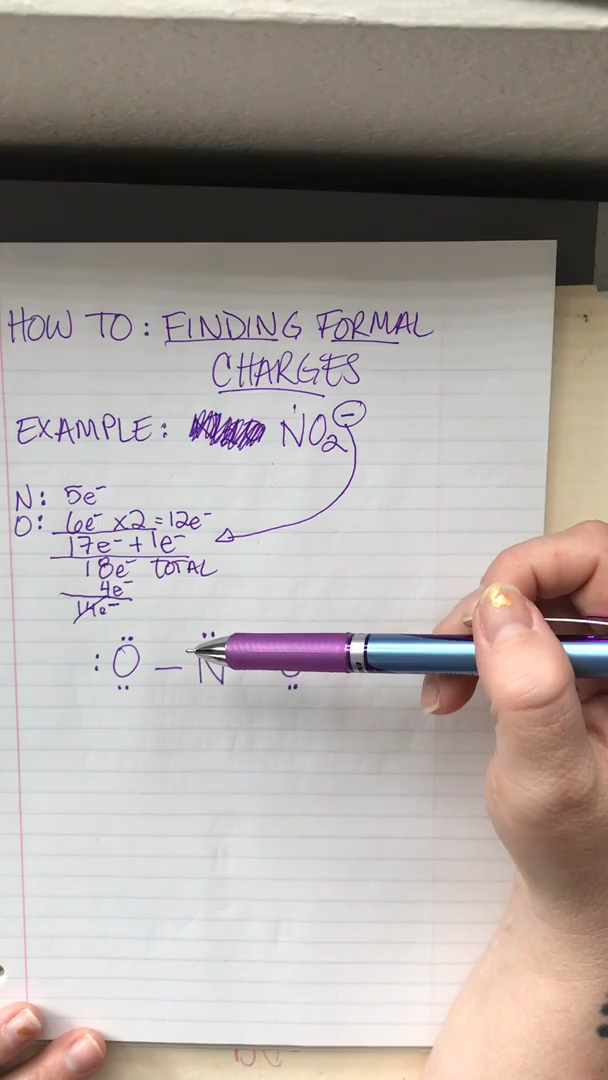 HOW TO: FINDING FORMAL
CHARGES
EXAMPLE: NO2 -
N: 5e-
O: 6e- x2=12e-
17e- + 1e-
18e- TOTAL
4e-
14e-
:O — N